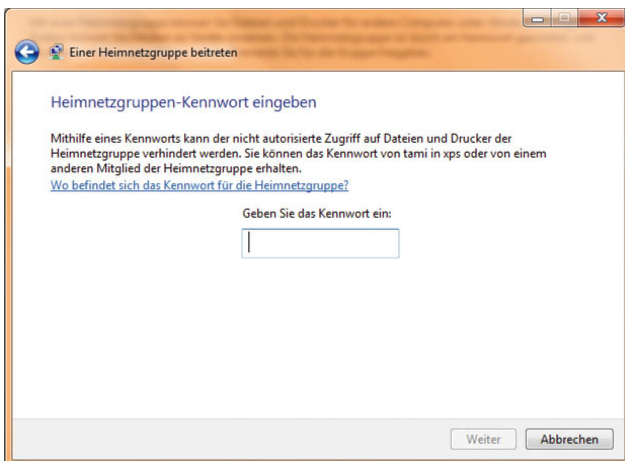 Einer Heimnetzgruppe beitreten
Heimnetzgruppen-Kennwort eingeben
Mithilfe eines Kennworts kann der nicht autorisierte Zugriff auf Dateien und Drucker der
Heimnetzgruppe verhindert werden. Sie können das Kennwort von tami in xps oder von einem
anderen Mitglied der Heimnetzgruppe erhalten.
Wo befindet sich das Kennwort für die Heimnetzgruppe?
Geben Sie das Kennwort ein:
Weiter
Abbrechen